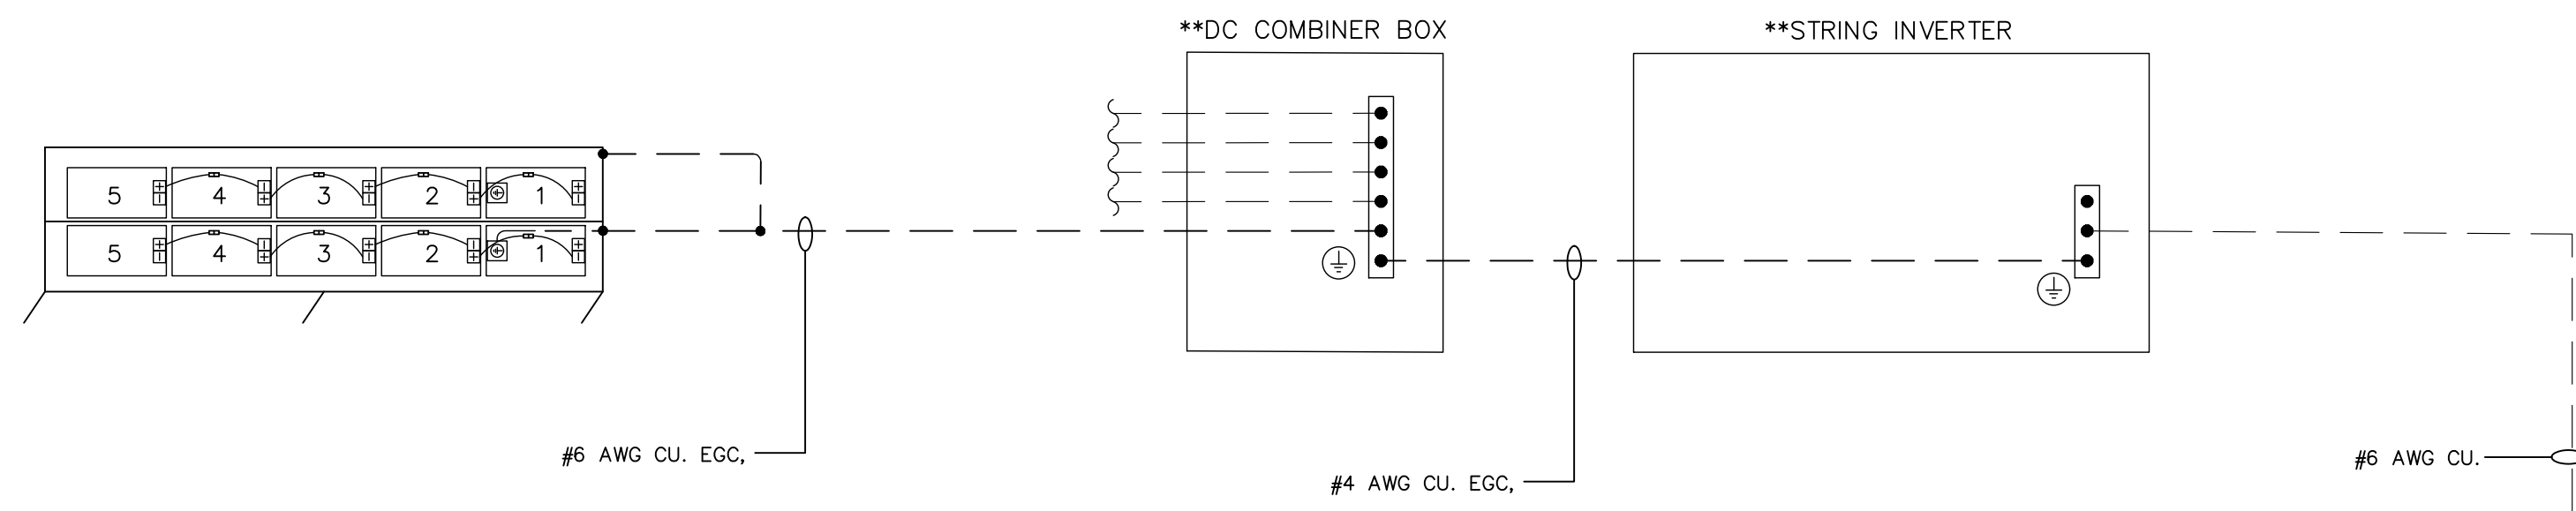 **DC COMBINER BOX
**STRING INVERTER
5 4 3 2 1
5 4 3 2 1
#6 AWG CU. EGC,
#4 AWG CU. EGC,
#6 AWG CU.